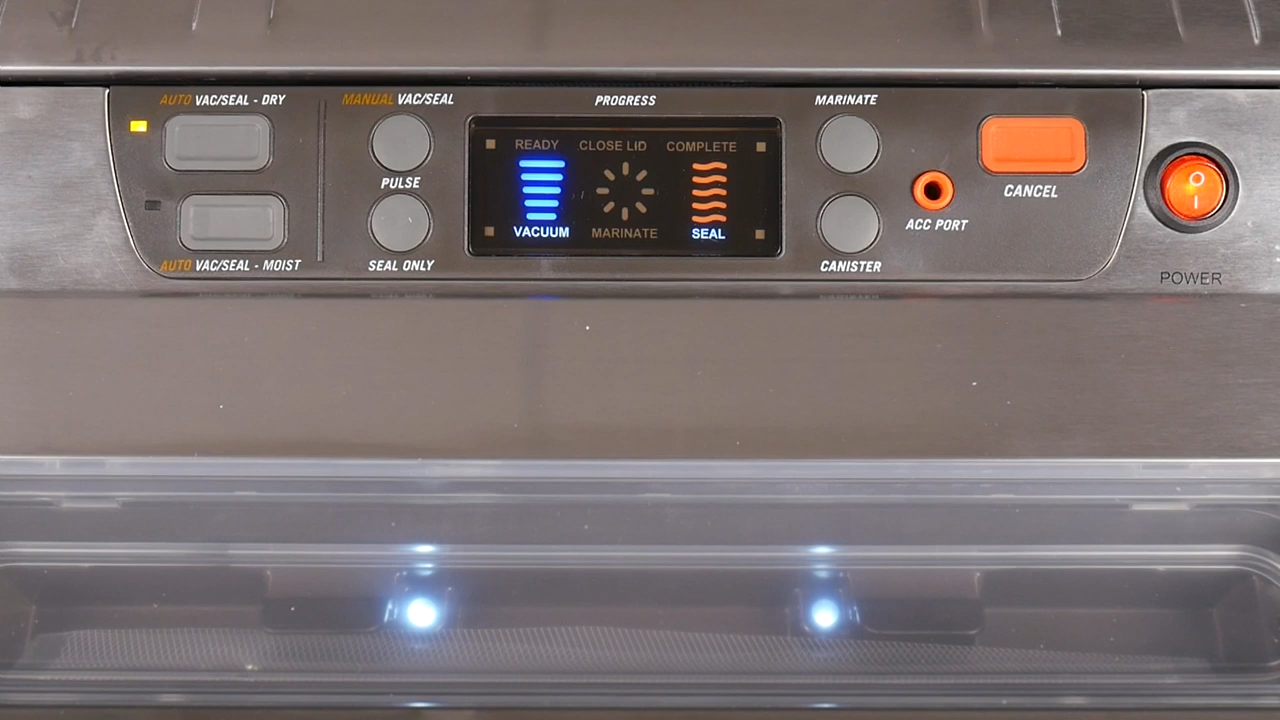 AUTO VAC/SEAL - DRY
MANUAL VAC/SEAL
PROGRESS
MARINATE
READY
CLOSE LID
COMPLETE
PULSE
CANCEL
ACC PORT
VACUUM
MARINATE
SEAL
AUTO VAC/SEAL - MOIST
SEAL ONLY
CANISTER
O
I
POWER